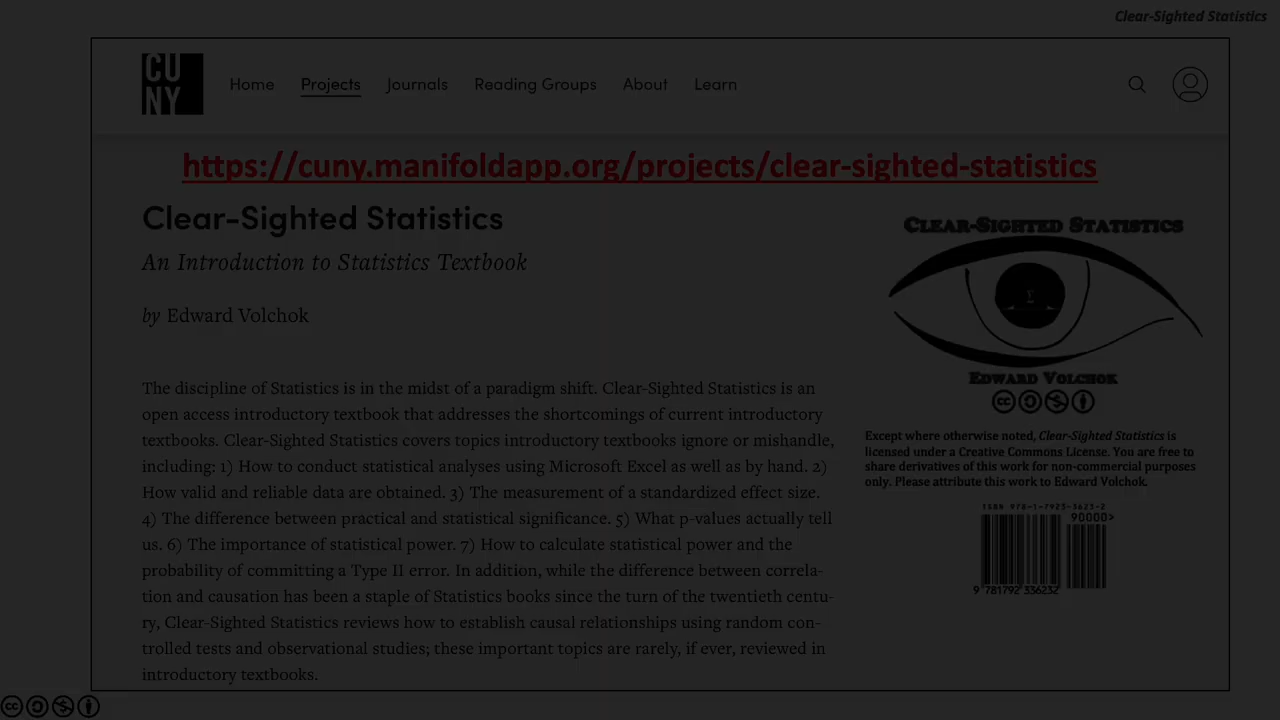 Clear-Sighted Statistics
CU
NY
Home Projects Journals Reading Groups About Learn
https://cuny.manifoldapp.org/projects/clear-sighted-statistics
Clear-Sighted Statistics
An Introduction to Statistics Textbook
by Edward Volchok
The discipline of Statistics is in the midst of a paradigm shift. Clear-Sighted Statistics is an
open access introductory textbook that addresses the shortcomings of current introductory
textbooks. Clear-Sighted Statistics covers topics introductory textbooks ignore or mishandle,
including: 1) How to conduct statistical analyses using Microsoft Excel as well as by hand. 2)
How valid and reliable data are obtained. 3) The measurement of a standardized effect size.
4) The difference between practical and statistical significance. 5) What p-values actually tell
us. 6) The importance of statistical power. 7) How to calculate statistical power and the
probability of committing a Type II error. In addition, while the difference between correla-
tion and causation has been a staple of Statistics books since the turn of the twentieth centu-
ry, Clear-Sighted Statistics reviews how to establish causal relationships using random con-
trolled tests and observational studies; these important topics are rarely, if ever, reviewed in
introductory textbooks.
CLEAR-SIGHTED STATISTICS
Σ
EDWARD VOLCHOK
Except where otherwise noted, Clear-Sighted Statistics is
licensed under a Creative Commons License. You are free to
share derivatives of this work for non-commercial purposes
only. Please attribute this work to Edward Volchok.
ISBN 978-1-7923-3623-2
90000>
9 781792 336232